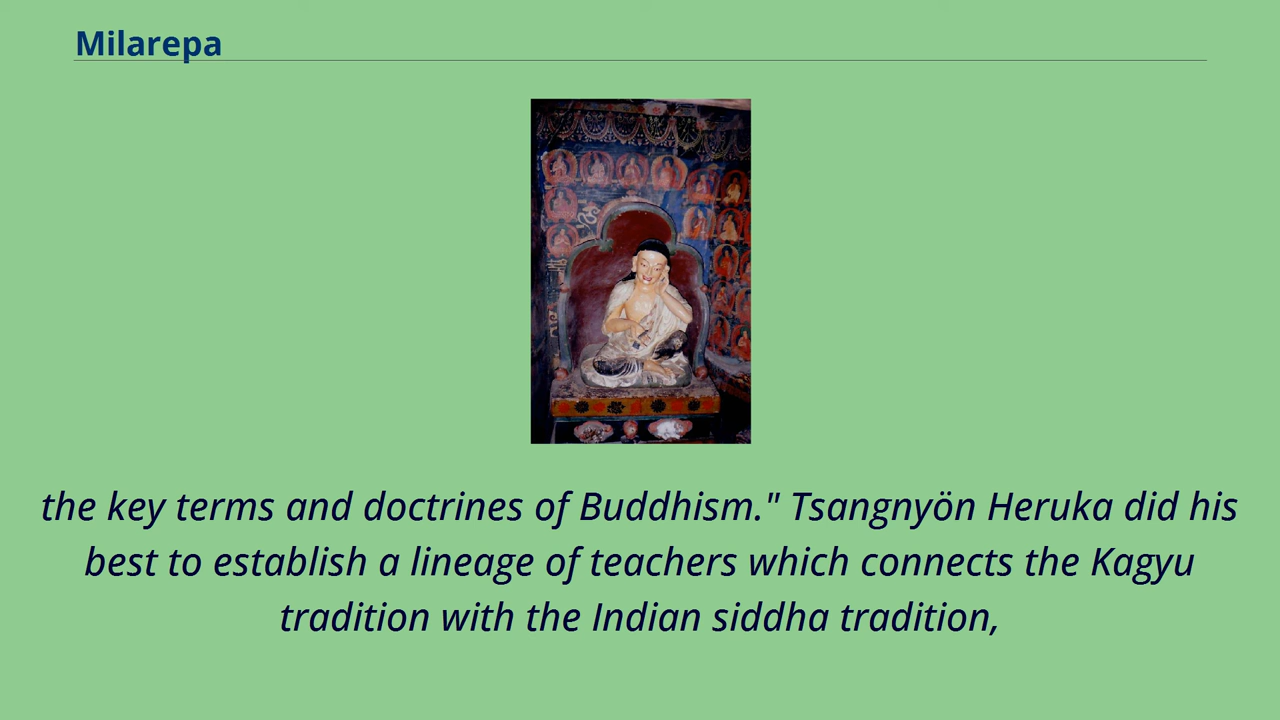 Milarepa
the key terms and doctrines of Buddhism." Tsangnyön Heruka did his
best to establish a lineage of teachers which connects the Kagyu
tradition with the Indian siddha tradition,